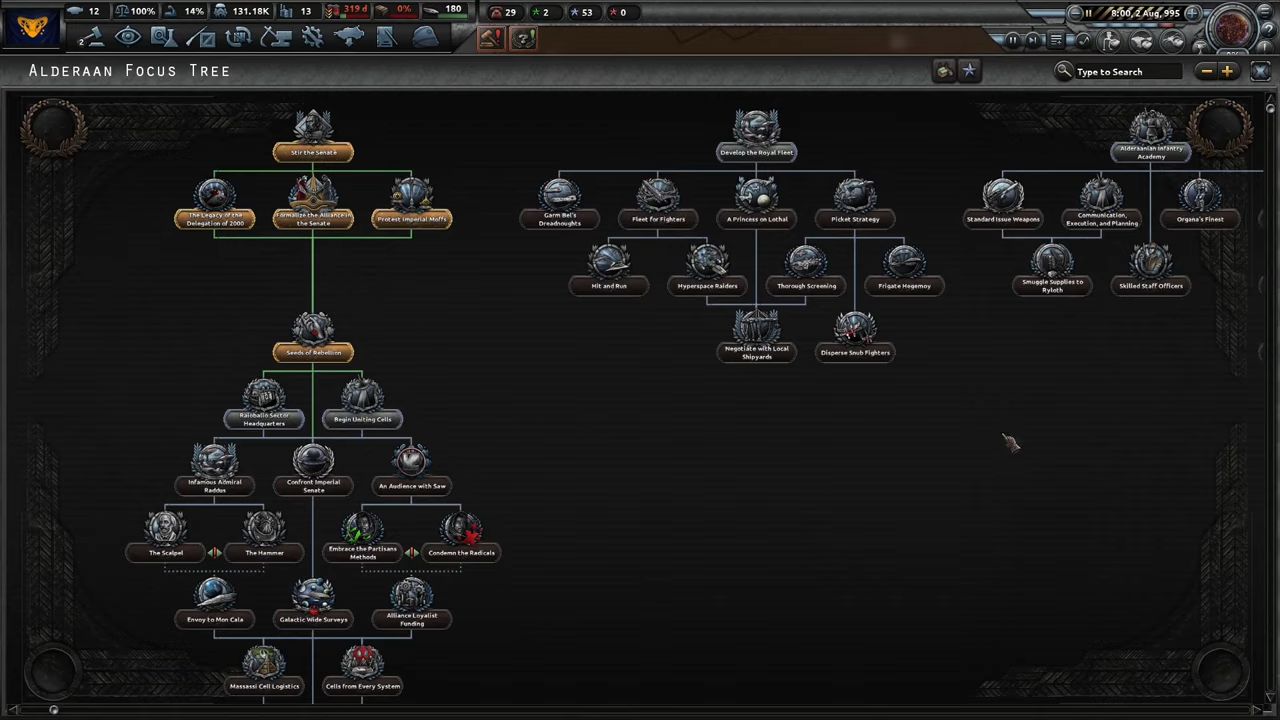 12 100% 14% 131.18K 13 319 d 0% 180 29 2 53 0 8:00, 2 Aug, 995
2
ALDERAAN FOCUS TREE Type to Search
Stir the Senate Develop the Royal Fleet Alderaanian Infantry
Academy
The Legacy of the
Delegation of 2000
Formalize the Alliance in
the Senate
Protest Imperial Moffs
Garm Bel's
Dreadnoughts
Fleet for Fighters
A Princess on Lothal
Picket Strategy
Standard Issue Weapons
Communication,
Execution, and Planning
Organa's Finest
Hit and Run
Hyperspace Raiders
Thorough Screening
Frigate Hegemoy
Smuggle Supplies to
Ryloth
Skilled Staff Officers
Seeds of Rebellion
Negotiate with Local
Shipyards
Disperse Snub Fighters
Raioballo Sector
Headquarters
Begin Uniting Cells
Infamous Admiral
Raddus
Confront Imperial
Senate
An Audience with Saw
The Scalpel
The Hammer
Embrace the Partisans
Methods
Condemn the Radicals
Envoy to Mon Cala
Galactic Wide Surveys
Alliance Loyalist
Funding
Massassi Cell Logistics
Cells from Every System